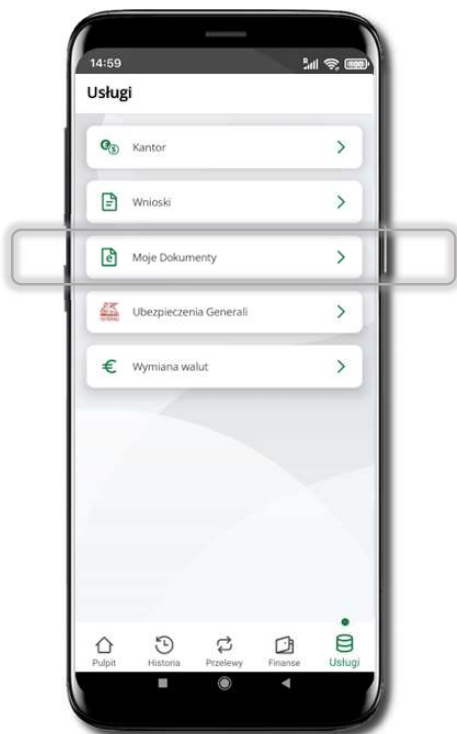 14:59
Usługi
Kantor
Wnioski
Moje Dokumenty
Ubezpieczenia Generali
Wymiana walut
Pulpit
Historia
Przelewy
Finanse
Usługi